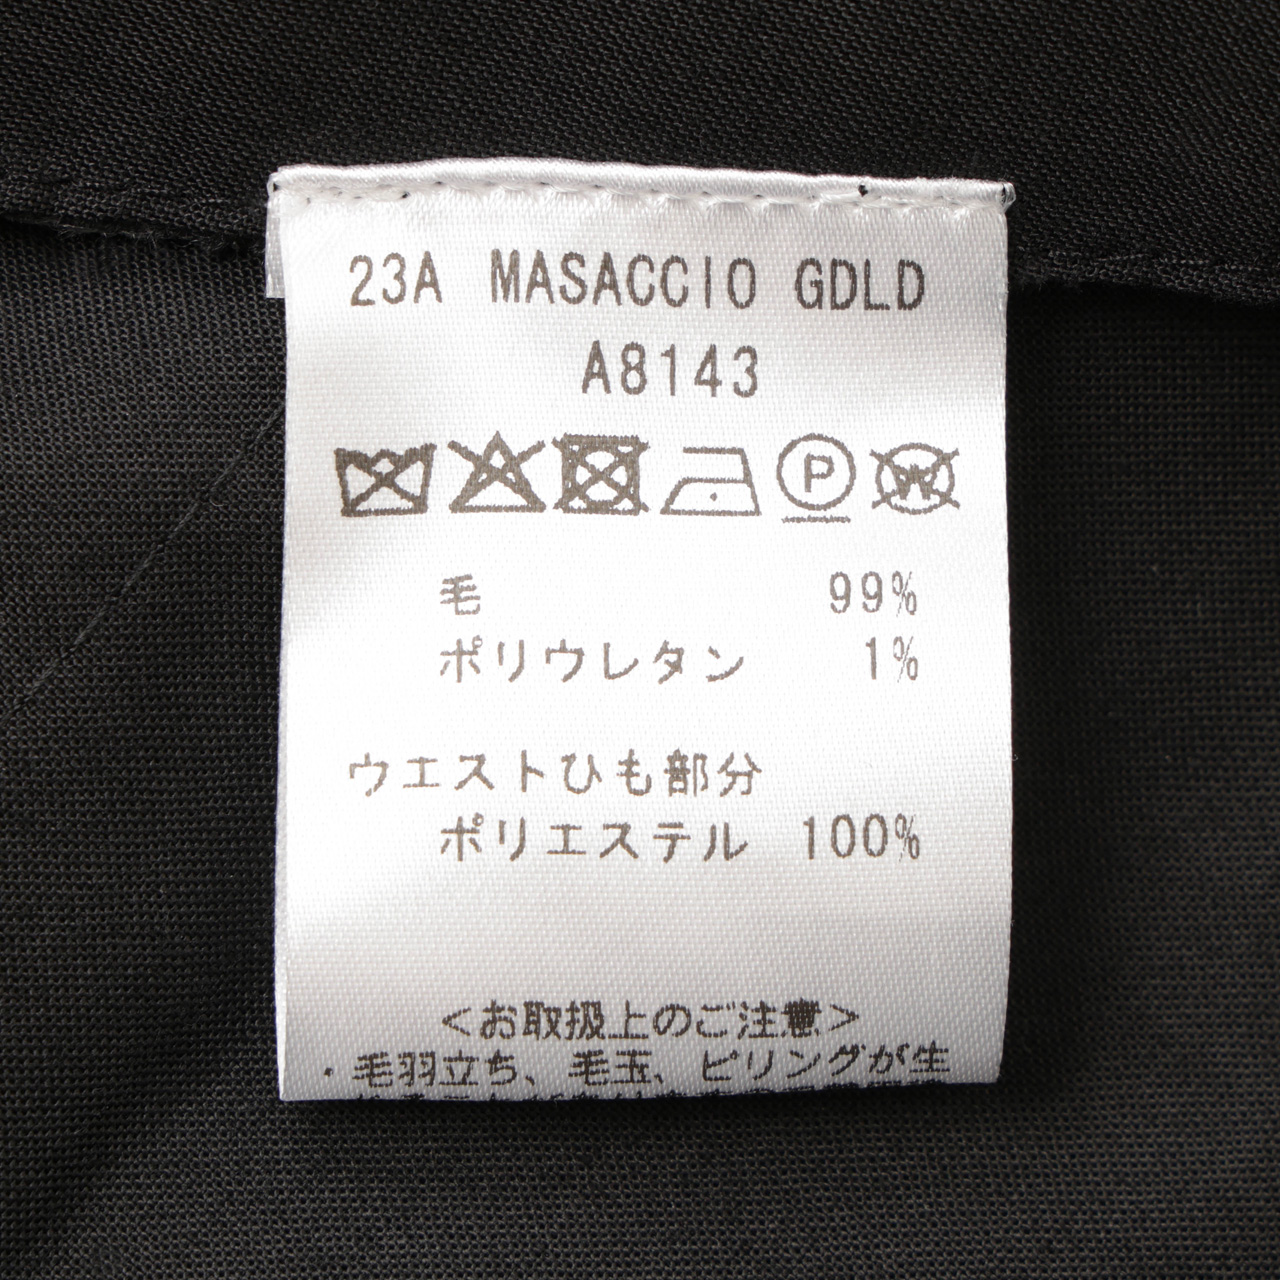 23A MASACCIO GDLD
A8143
P W
毛 99%
ポリウレタン 1%
ウエストひも部分
ポリエステル 100%
<お取扱上のご注意>
・毛羽立ち、毛玉、ピリングが生